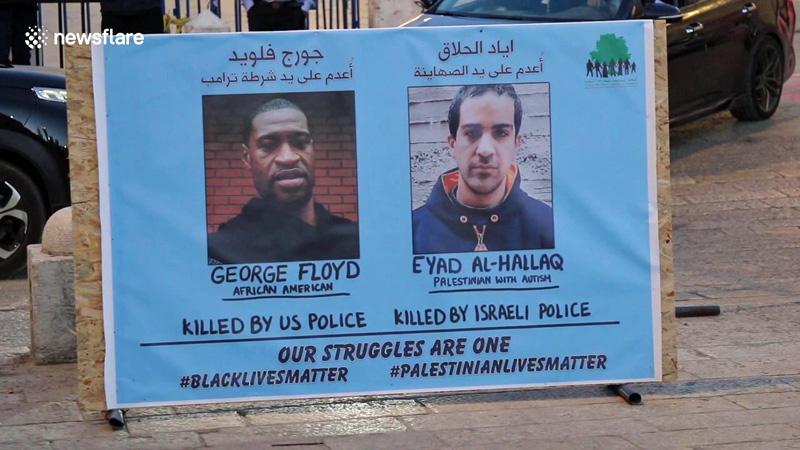 newsflare
جورج فلويد
أعدم على يد شرطة ترامب
اياد الحلاق
أعدم على يد الصهاينة
GEORGE FLOYD
AFRICAN AMERICAN
EYAD AL-HALLAQ
PALESTINIAN WITH AUTISM
KILLED BY US POLICE
KILLED BY ISRAELI POLICE
OUR STRUGGLES ARE ONE
#BLACKLIVESMATTER
#PALESTINIANLIVESMATTER